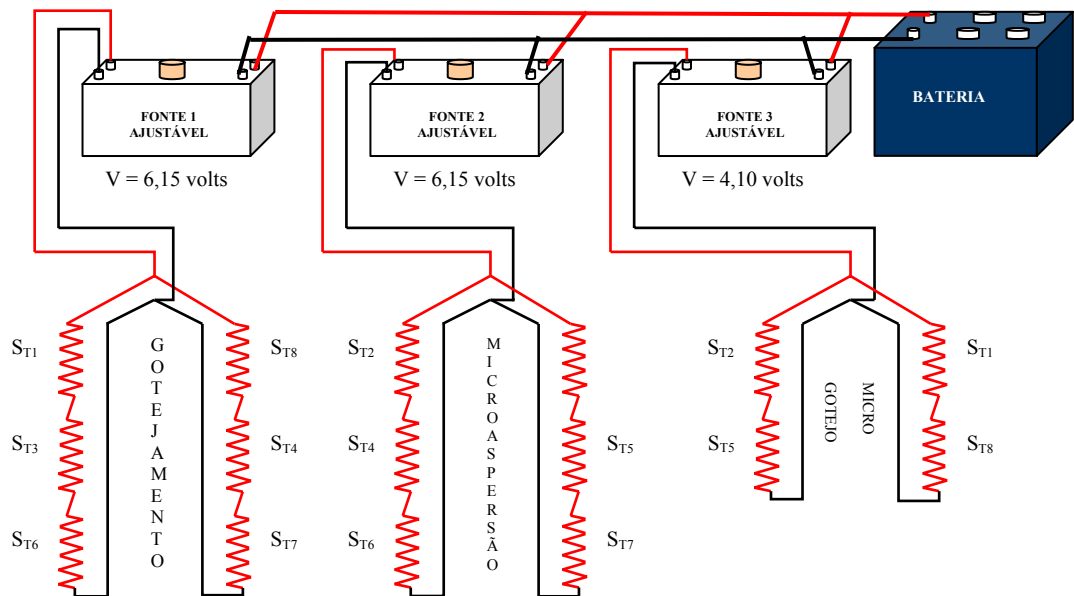 FONTE 1
AJUSTÁVEL
FONTE 2
AJUSTÁVEL
FONTE 3
AJUSTÁVEL
BATERIA
V = 6,15 volts
V = 6,15 volts
V = 4,10 volts
ST1
ST3
ST6
GOTEJAMENTO
ST8
ST4
ST7
ST2
ST4
ST6
MICROASPERSÃO
ST5
ST7
ST2
ST5
GOTEJO
MICRO
ST1
ST8